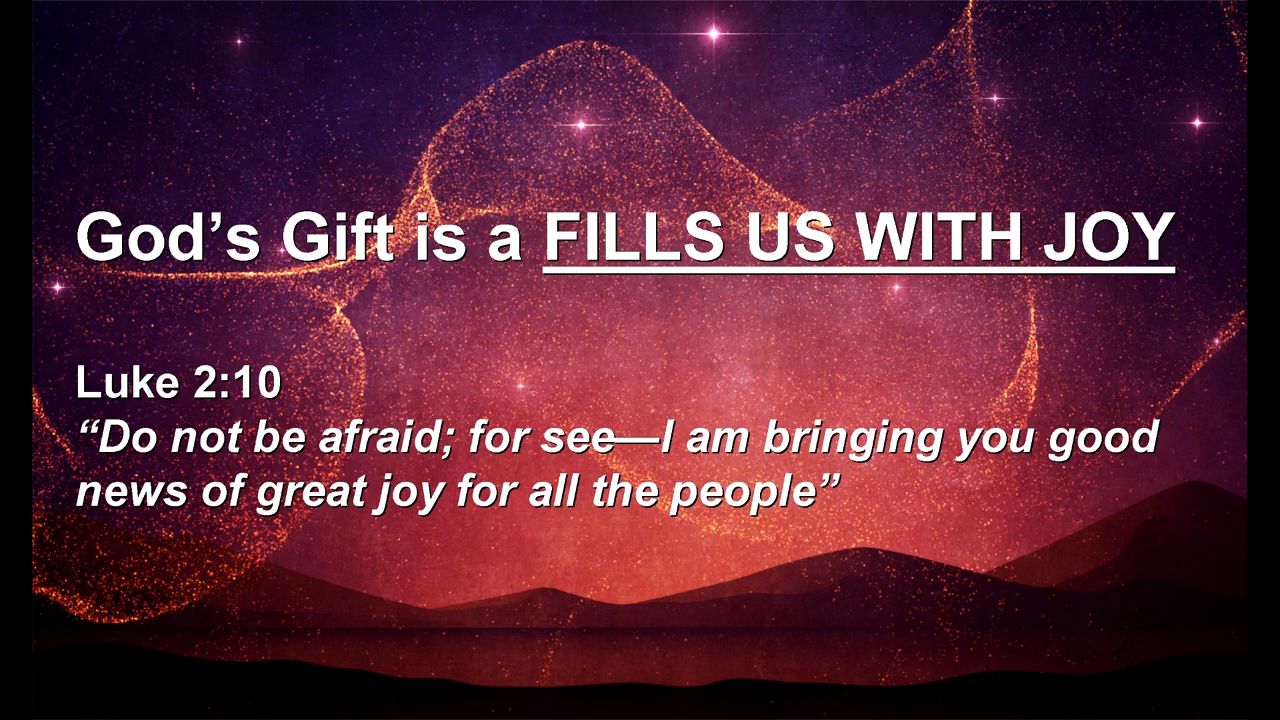 God’s Gift is a FILLS US WITH JOY
Luke 2:10
“Do not be afraid; for see—I am bringing you good
news of great joy for all the people”